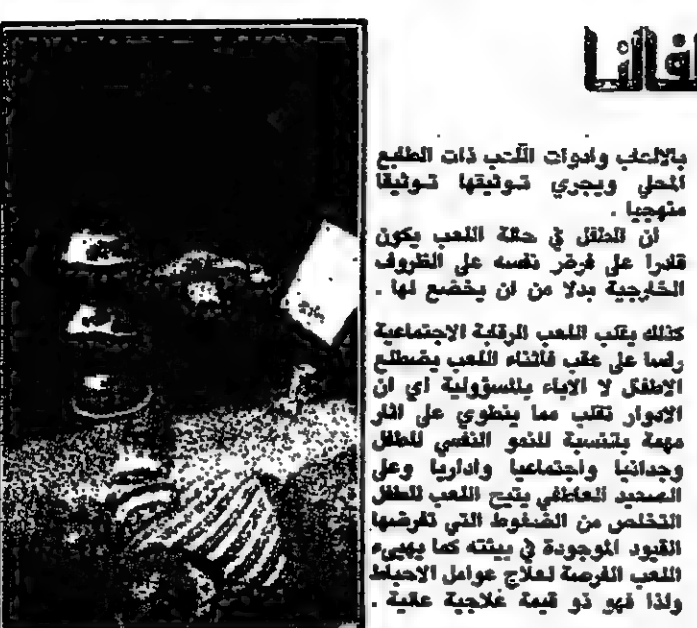 بالالعاب وادوات اللعب ذات الطابع
المحلي ويجري توثيقها توثيقا
منهجيا .
ان الطفل في حالة اللعب يكون
قادرا على فرض نفسه على الظروف
الخارجية بدلا من ان يخضع لها .
كذلك يقلب اللعب الرقابة الاجتماعية
راسا على عقب فاثناء اللعب يضطلع
الاطفال لا الاباء بالمسؤولية اي ان
الادوار تقلب مما ينطوي على اثار
مهمة بالنسبة للنمو النفسي للطفل
وجدانيا واجتماعيا واداريا وعلى
الصعيد العاطفي يتيح اللعب للطفل
التخلص من الضغوط التي تفرضها
القيود الموجودة في بيئته كما يهيىء
اللعب الفرصة لعلاج عوامل الاحباط
ولذا فهو ذو قيمة علاجية عالية .